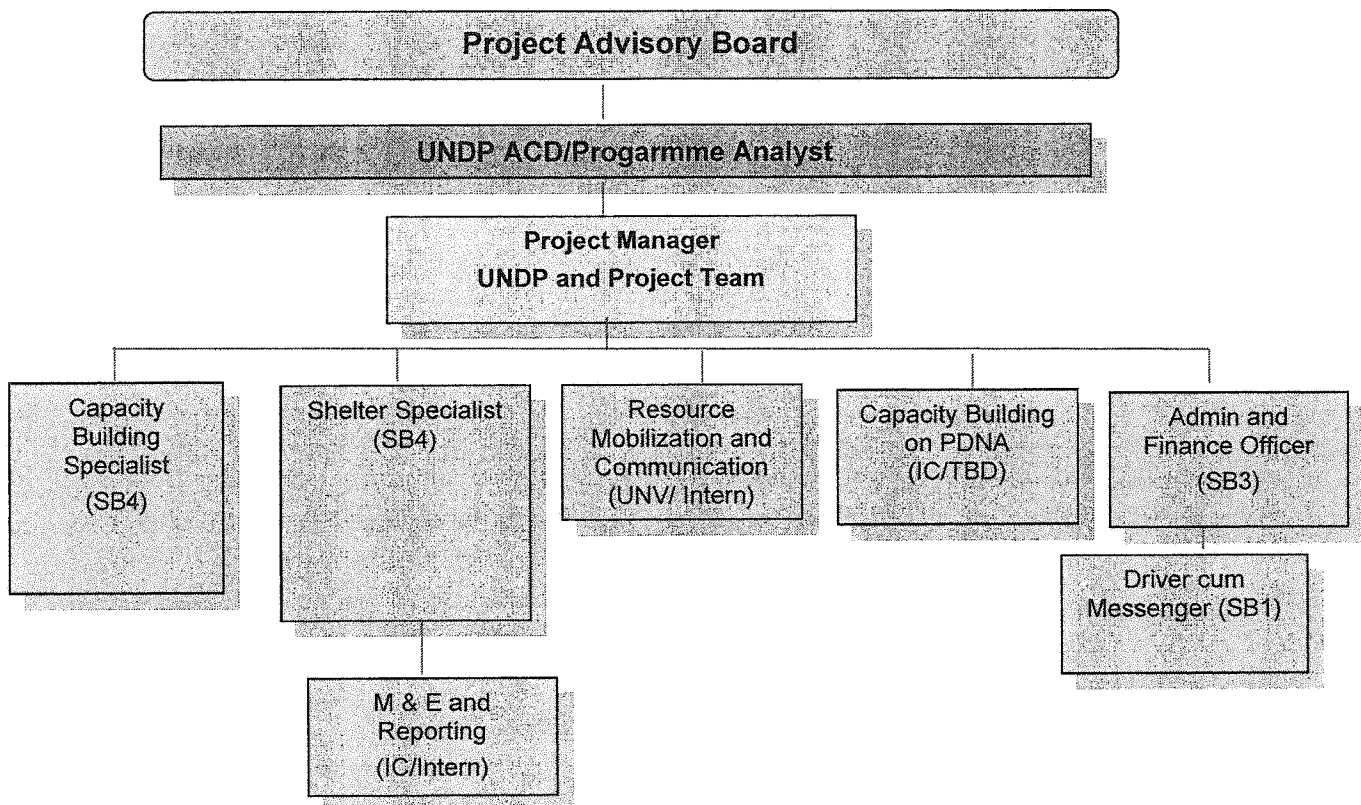 Project Advisory Board
UNDP ACD/Progarmme Analyst
Project Manager
UNDP and Project Team
Capacity
Building
Specialist
(SB4)
Shelter Specialist
(SB4)
Resource
Mobilization and
Communication
(UNV/ Intern)
Capacity Building
on PDNA
(IC/TBD)
Admin and
Finance Officer
(SB3)
Driver cum
Messenger (SB1)
M & E and
Reporting
(IC/Intern)